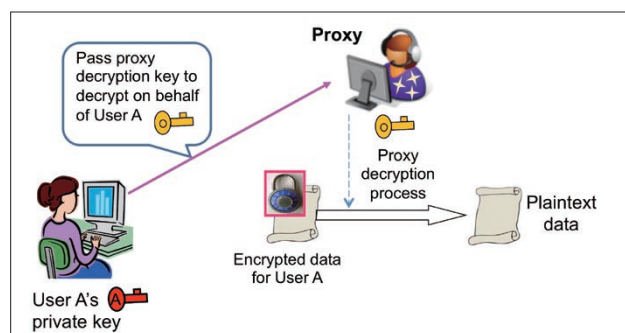 Pass proxy
decryption key to
decrypt on behalf
of User A
Proxy
Proxy
decryption
process
Plaintext
data
Encrypted data
for User A
User A's
private key
A